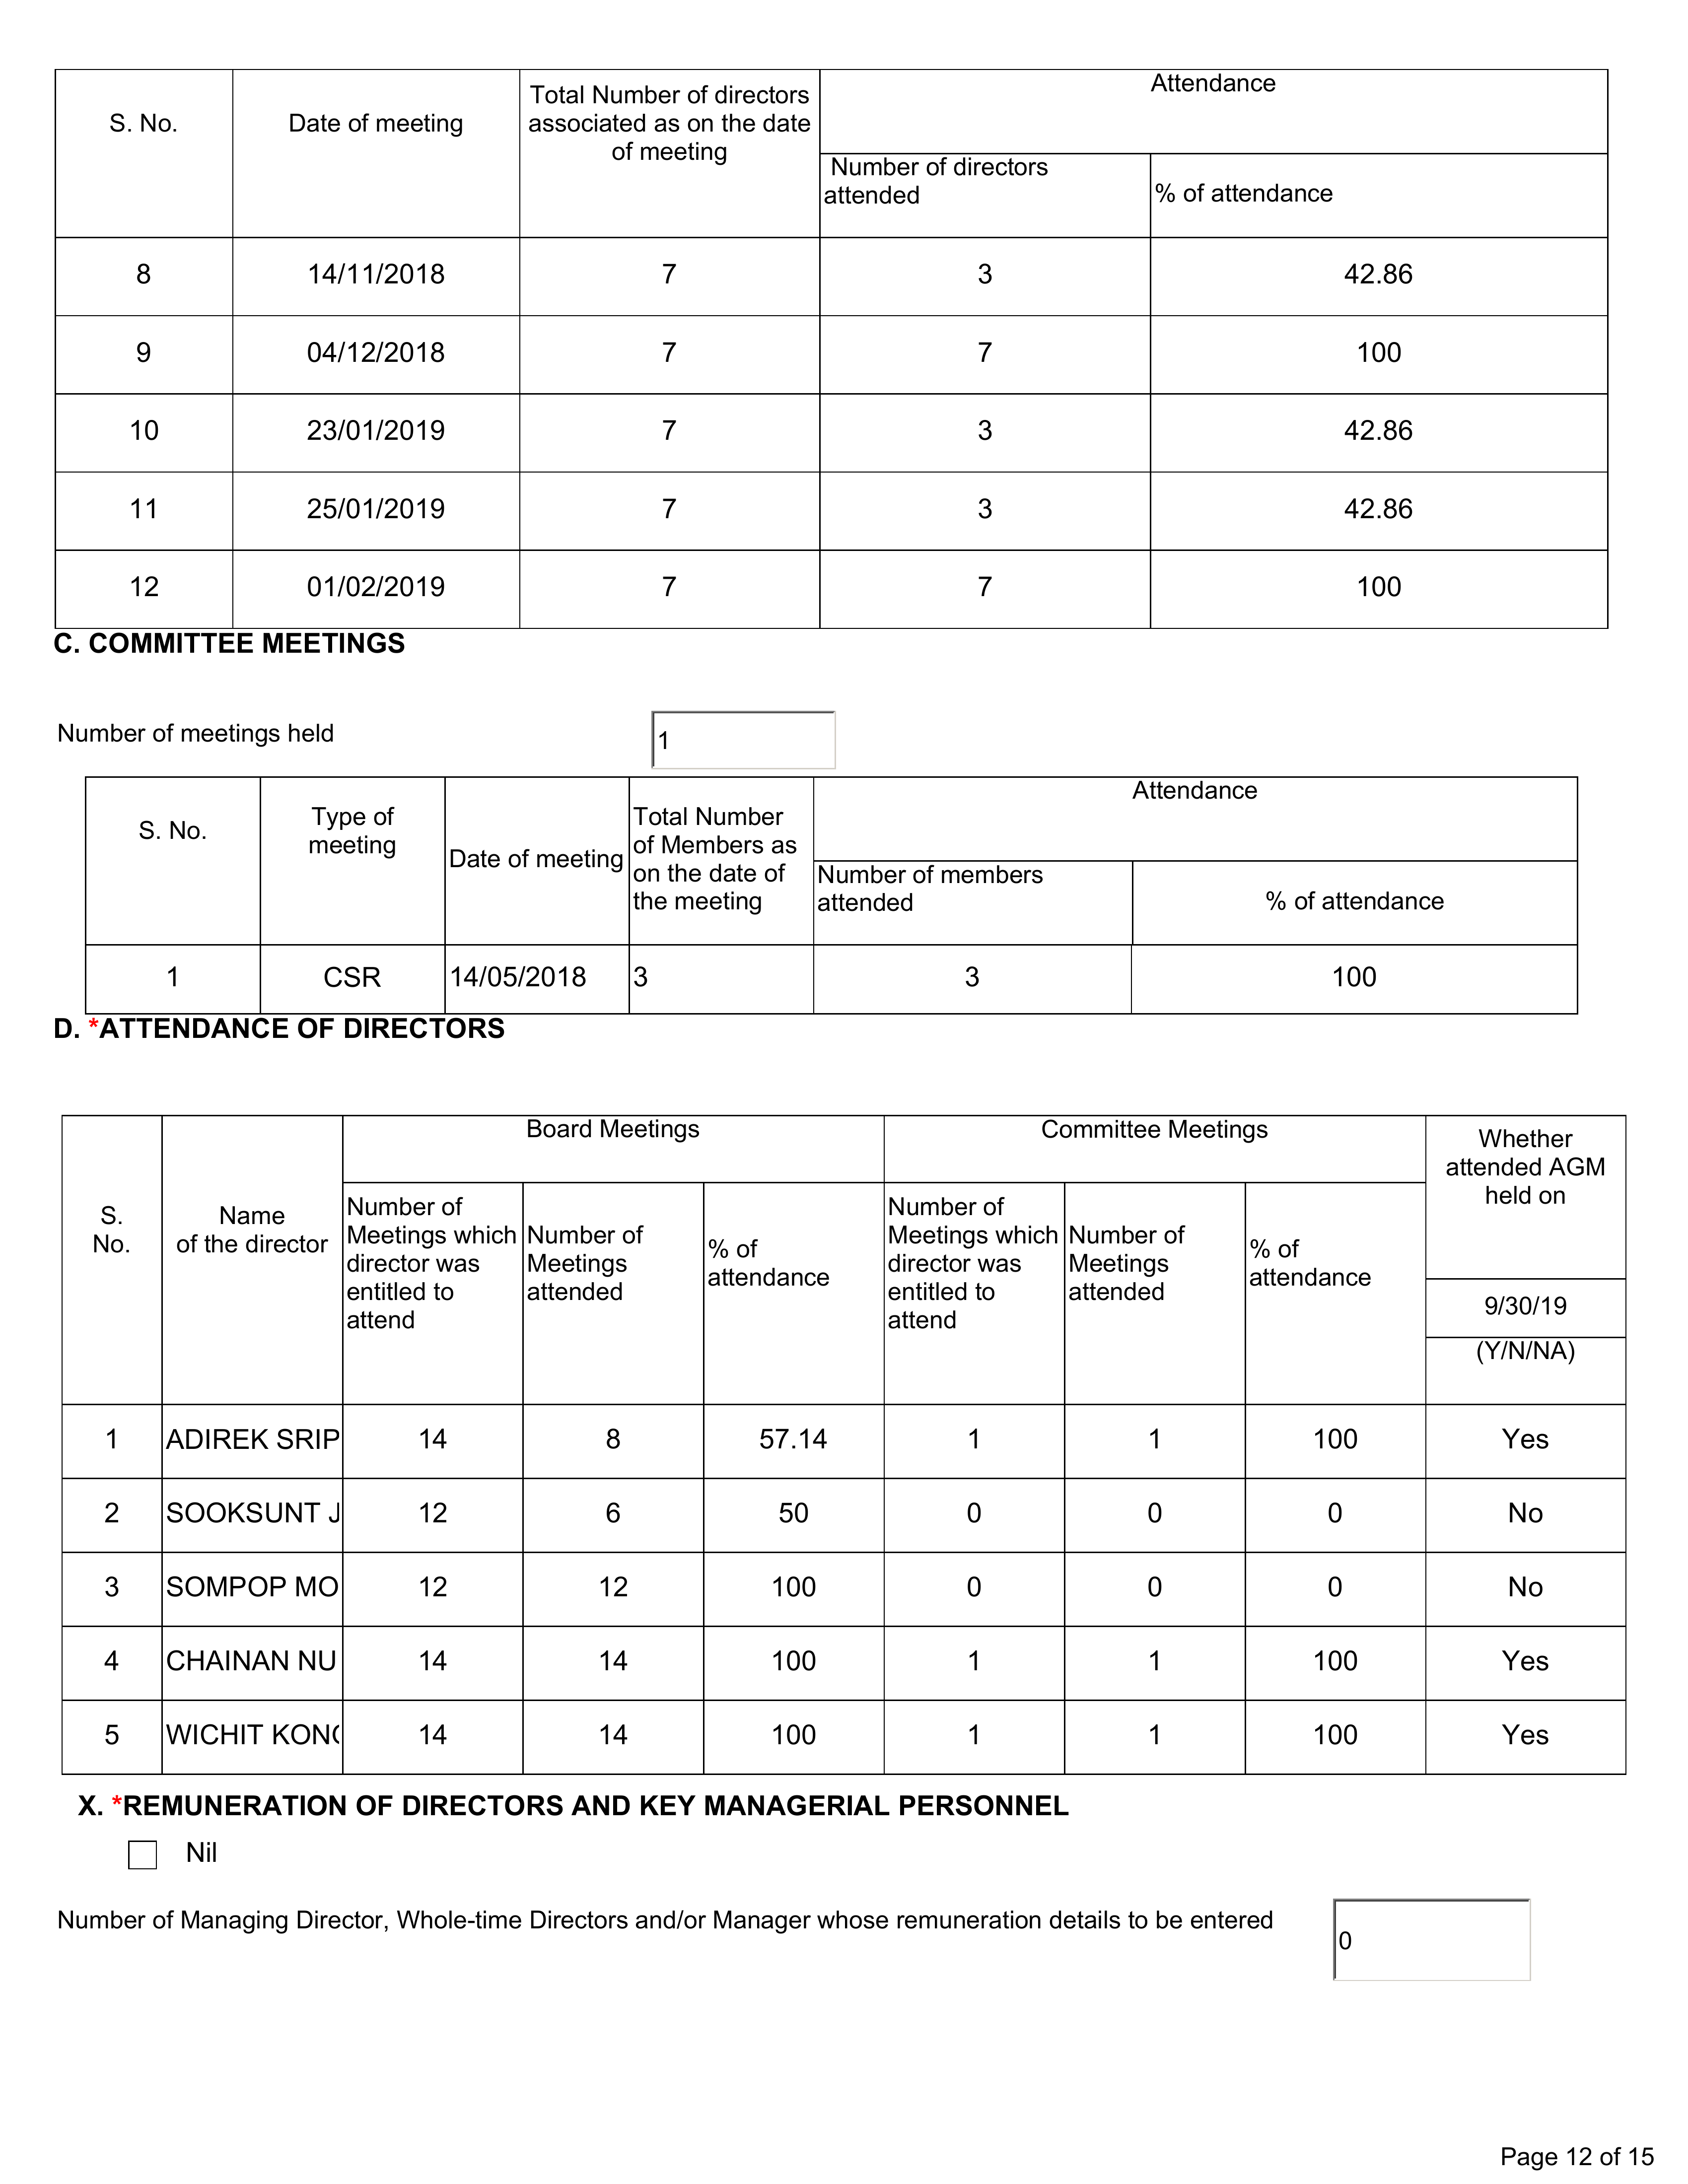 S. No. Date of meeting Total Number of directors associated as on the date of meeting Attendance
Number of directors attended % of attendance
8 14/11/2018 7 3 42.86
9 04/12/2018 7 7 100
10 23/01/2019 7 3 42.86
11 25/01/2019 7 3 42.86
12 01/02/2019 7 7 100
C. COMMITTEE MEETINGS
Number of meetings held 1
S. No. Type of meeting Date of meeting Total Number of Members as on the date of the meeting Attendance
Number of members attended % of attendance
1 CSR 14/05/2018 3 3 100
D. *ATTENDANCE OF DIRECTORS
S. No. Name of the director Board Meetings Committee Meetings Whether attended AGM held on
Number of Meetings which director was entitled to attend Number of Meetings attended % of attendance Number of Meetings which director was entitled to attend Number of Meetings attended % of attendance
9/30/19
(Y/N/NA)
1 ADIREK SRIP 14 8 57.14 1 1 100 Yes
2 SOOKSUNT J 12 6 50 0 0 0 No
3 SOMPOP MO 12 12 100 0 0 0 No
4 CHAINAN NU 14 14 100 1 1 100 Yes
5 WICHIT KON 14 14 100 1 1 100 Yes
X. *REMUNERATION OF DIRECTORS AND KEY MANAGERIAL PERSONNEL
Nil
Number of Managing Director, Whole-time Directors and/or Manager whose remuneration details to be entered 0
Page 12 of 15